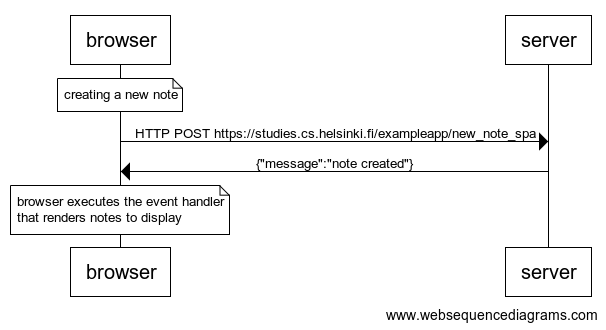 browser
server
creating a new note
HTTP POST https://studies.cs.helsinki.fi/exampleapp/new_note_spa
{"message":"note created"}
browser executes the event handler
that renders notes to display
browser
server
www.websequencediagrams.com